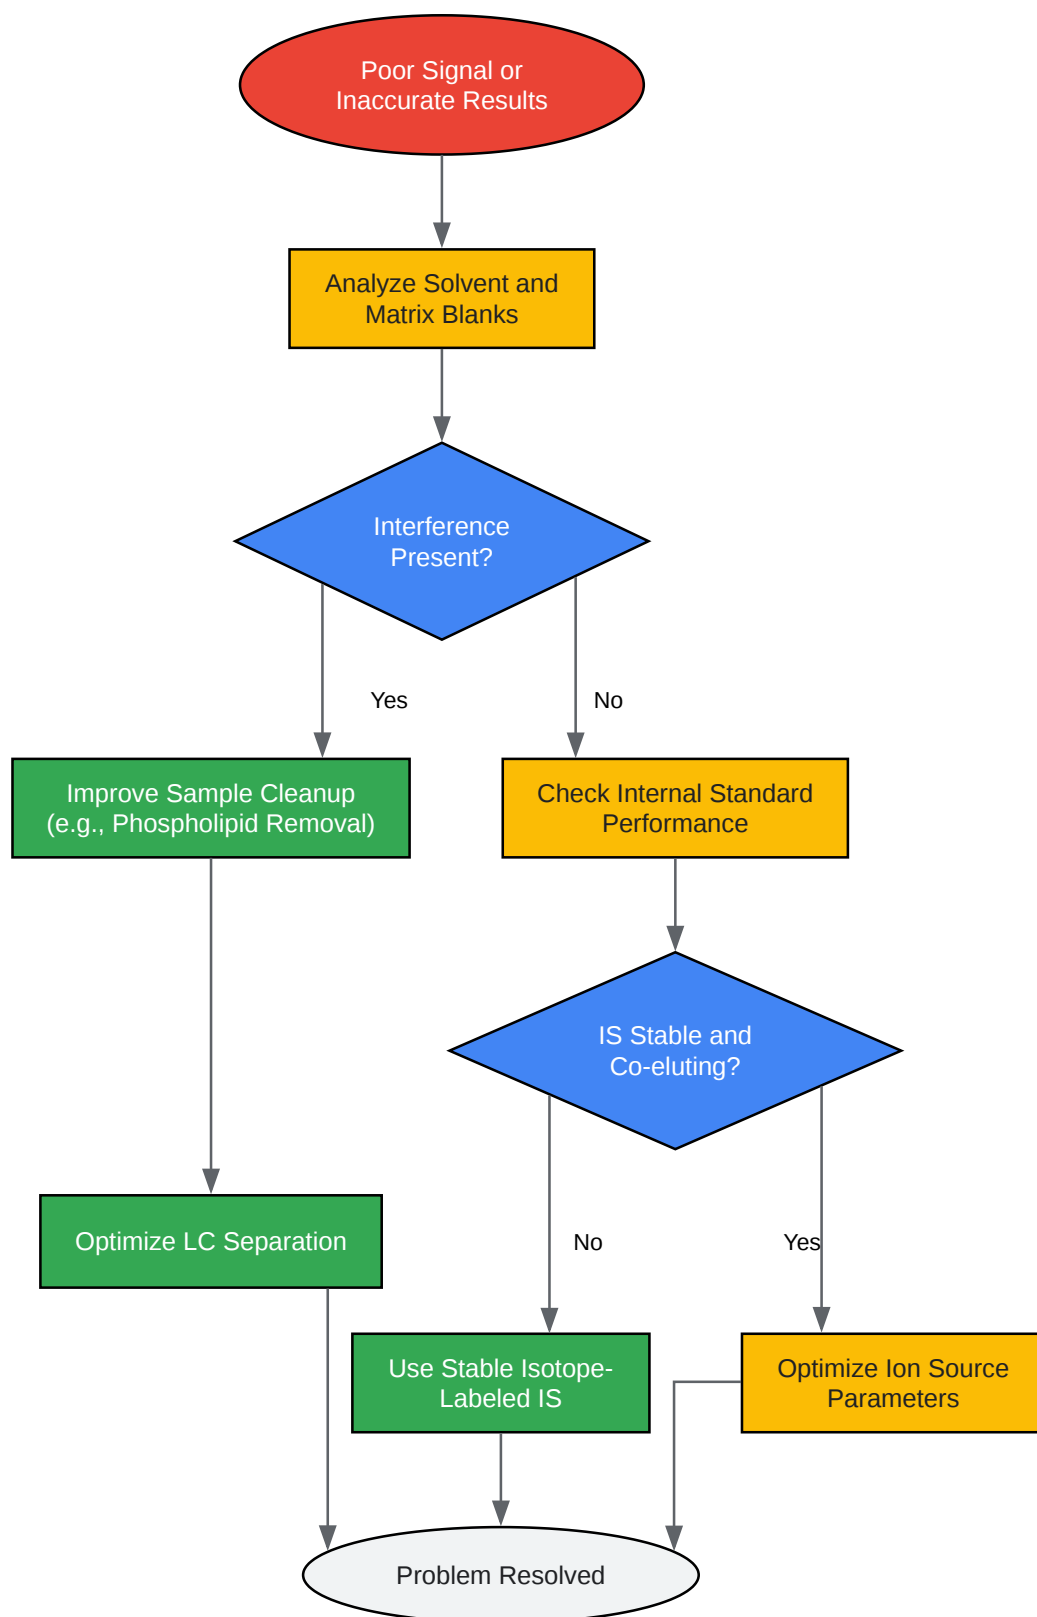 Poor Signal or
Inaccurate Results
Analyze Solvent and
Matrix Blanks
Interference
Present?
Yes
No
Improve Sample Cleanup
(e.g., Phospholipid Removal)
Check Internal Standard
Performance
IS Stable and
Co-eluting?
Optimize LC Separation
No
Yes
Use Stable Isotope-
Labeled IS
Optimize Ion Source
Parameters
Problem Resolved